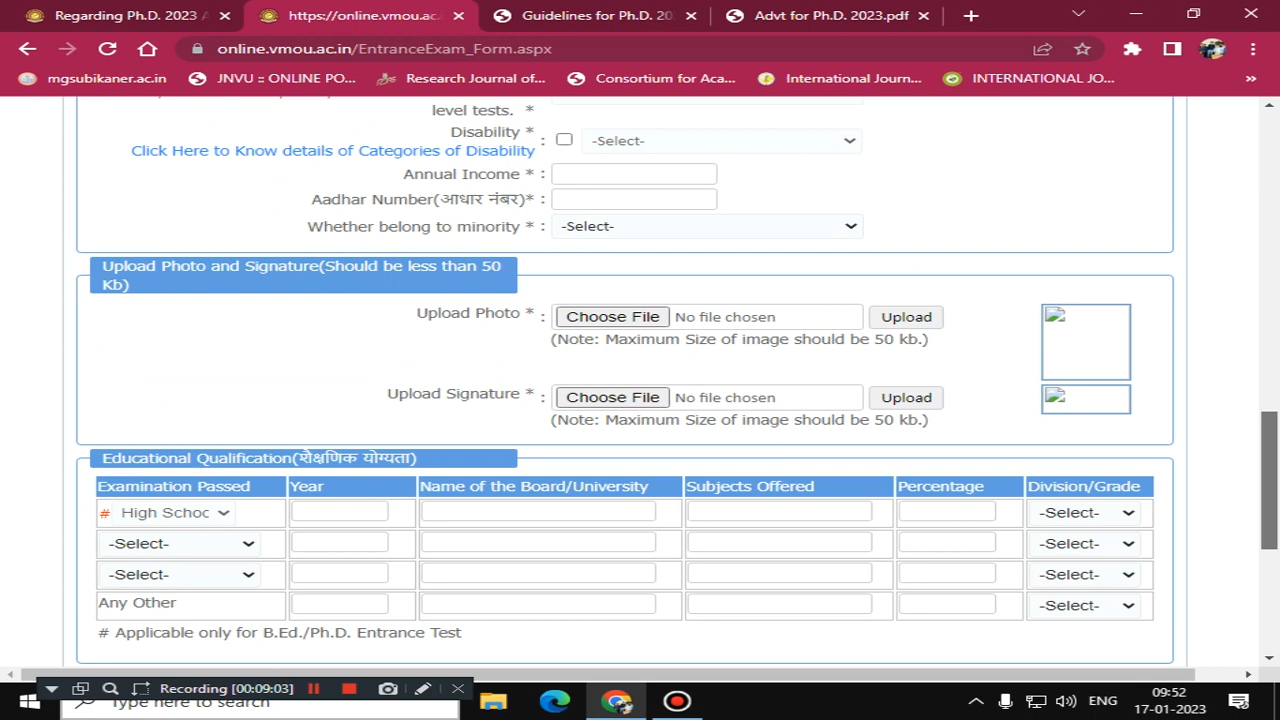 Regarding Ph.D. 2023 A
https://online.vmou.ac.
Guidelines for Ph.D. 20
Advt for Ph.D. 2023.pdf
online.vmou.ac.in/EntranceExam_Form.aspx
mgsubikaner.ac.in
JNVU :: ONLINE PO...
Research Journal of...
Consortium for Aca...
International Journ...
INTERNATIONAL JO...
level tests. *
Disability * : -Select-
Click Here to Know details of Categories of Disability
Annual Income * :
Aadhar Number(आधार नंबर)* :
Whether belong to minority * : -Select-
Upload Photo and Signature(Should be less than 50
Kb)
Upload Photo * : Choose File No file chosen Upload
(Note: Maximum Size of image should be 50 kb.)
Upload Signature * : Choose File No file chosen Upload
(Note: Maximum Size of image should be 50 kb.)
Educational Qualification(शैक्षणिक योग्यता)
Examination Passed Year Name of the Board/University Subjects Offered Percentage Division/Grade
# High Schoc -Select-
-Select- -Select-
-Select- -Select-
Any Other -Select-
# Applicable only for B.Ed./Ph.D. Entrance Test
Recording [00:09:03]
Type here to search
ENG
09:52
17-01-2023